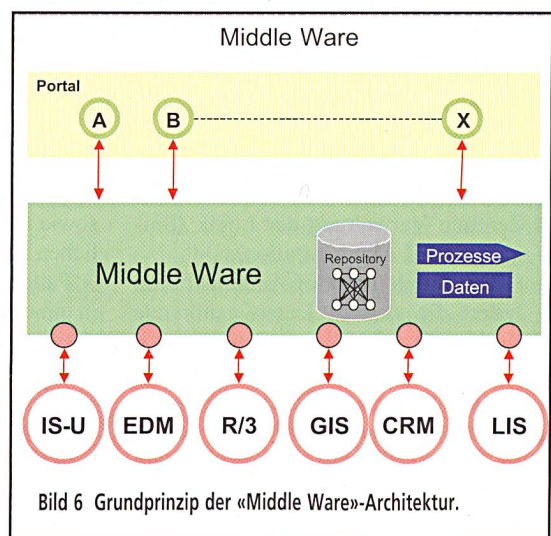 Middle Ware
Portal
A B X
Middle Ware
Repository
Prozesse
Daten
IS-U EDM R/3 GIS CRM LIS
Bild 6 Grundprinzip der «Middle Ware»-Architektur.